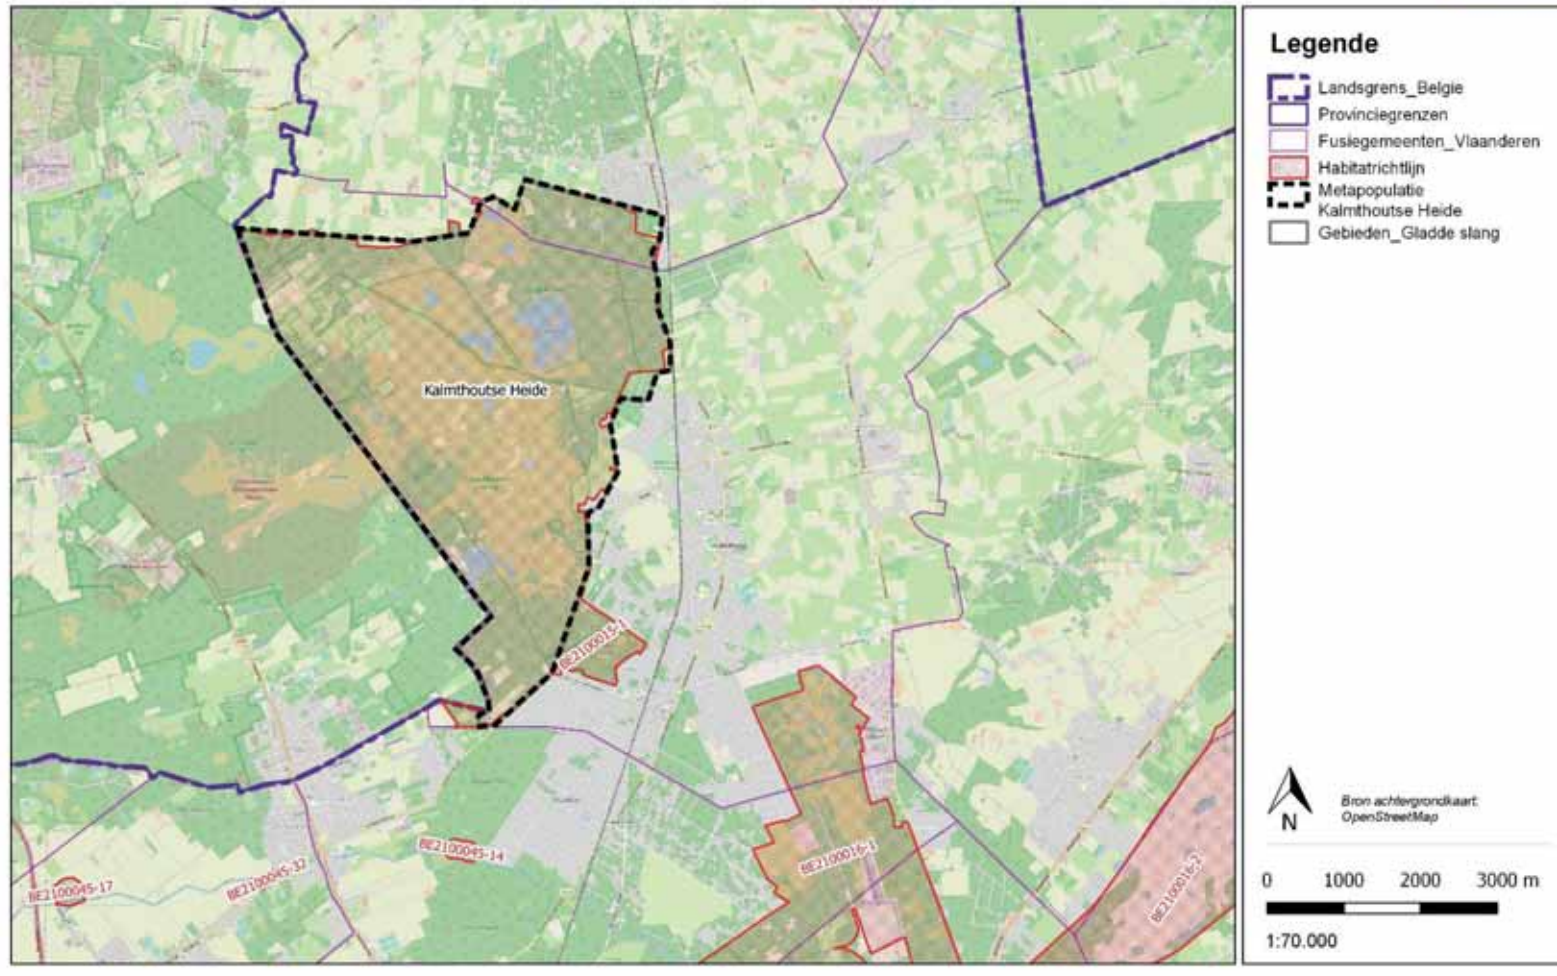 Kalmthoutse Heide
BE2100015-1
BE2100045-14
BE2100045-32
BE2100045-17
BE2100016-1
BE2100016-2
Legende
Landsgrens_Belgie
Provinciegrenzen
Fusiegemeenten_Vlaanderen
Habitatrichtlijn
Metapopulatie
Kalmthoutse Heide
Gebieden_Gladde slang
N
Bron achtergrondkaart:
OpenStreetMap
0 1000 2000 3000 m
1:70.000